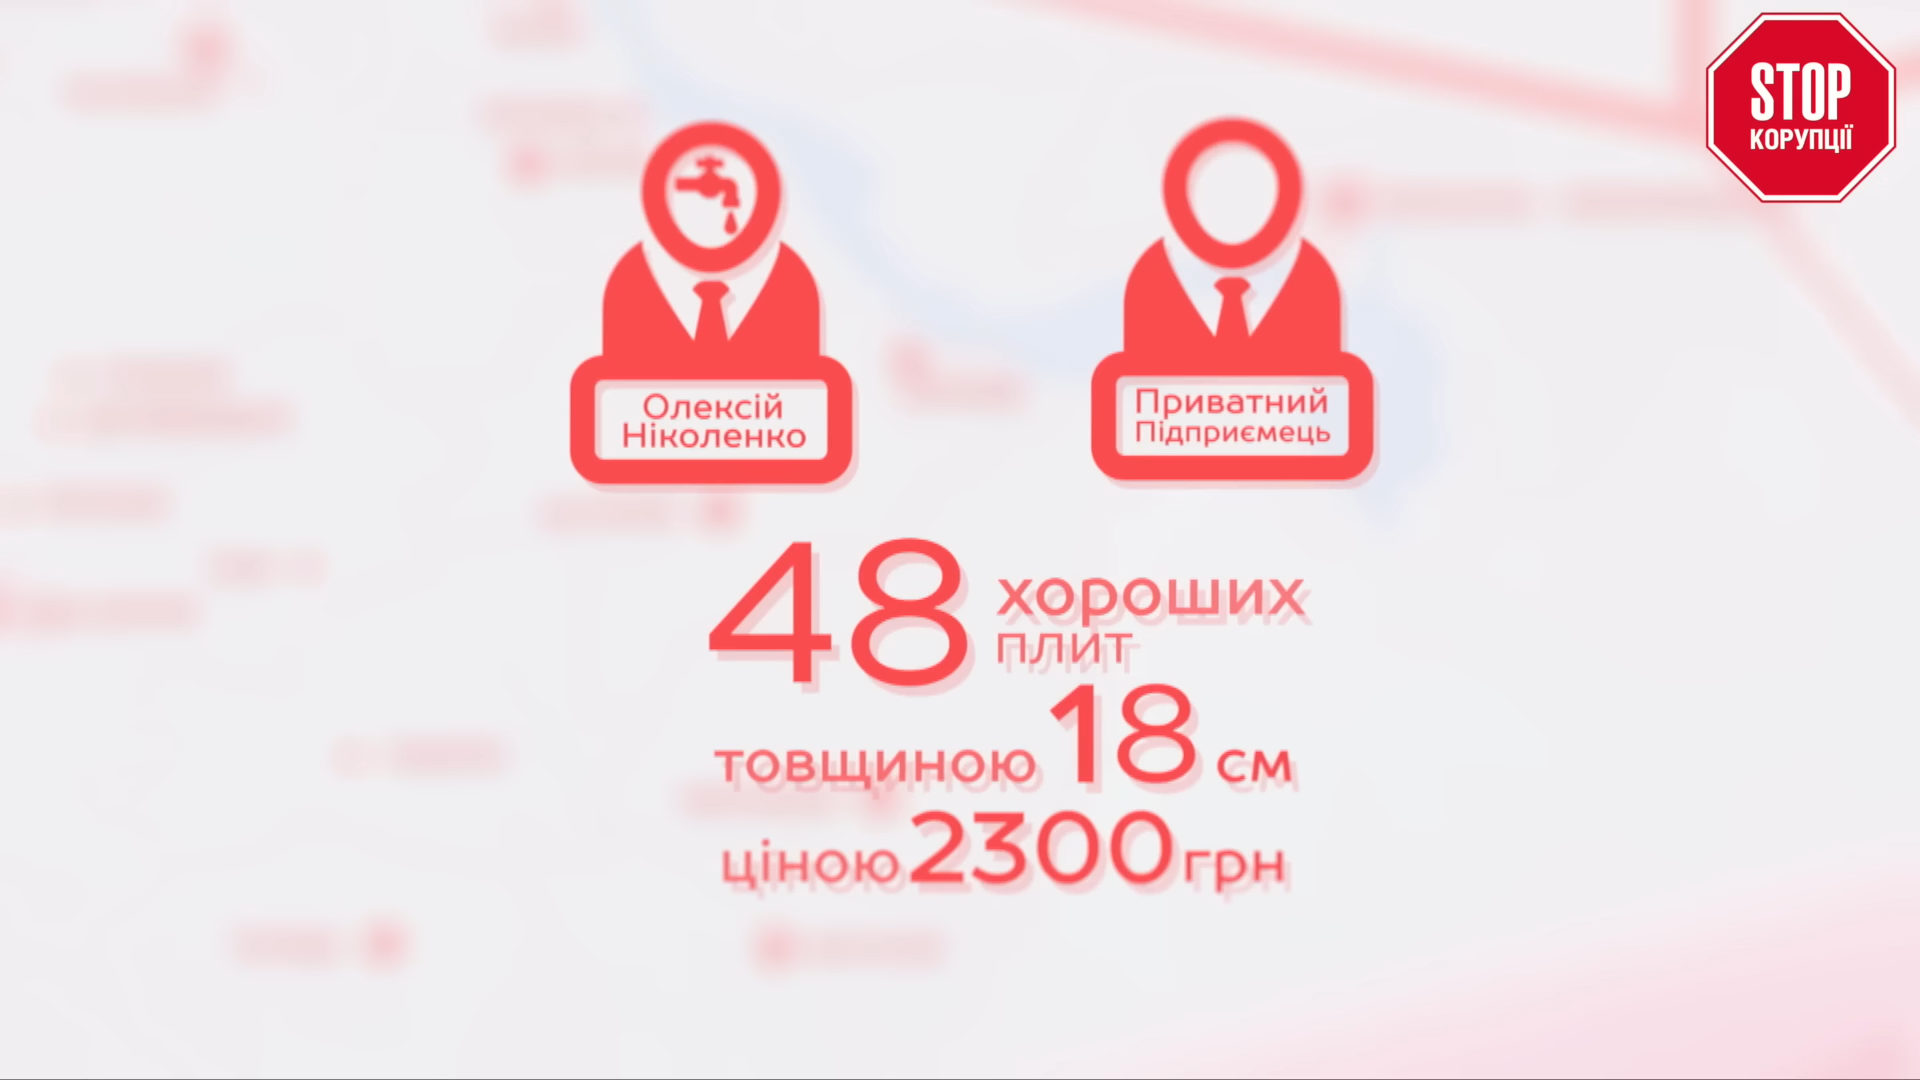 STOP
КОРУПЦІЇ
Олексій
Ніколенко
Приватний
Підприємець
48 хороших
плит
товщиною 18 см
ціною 2300 грн